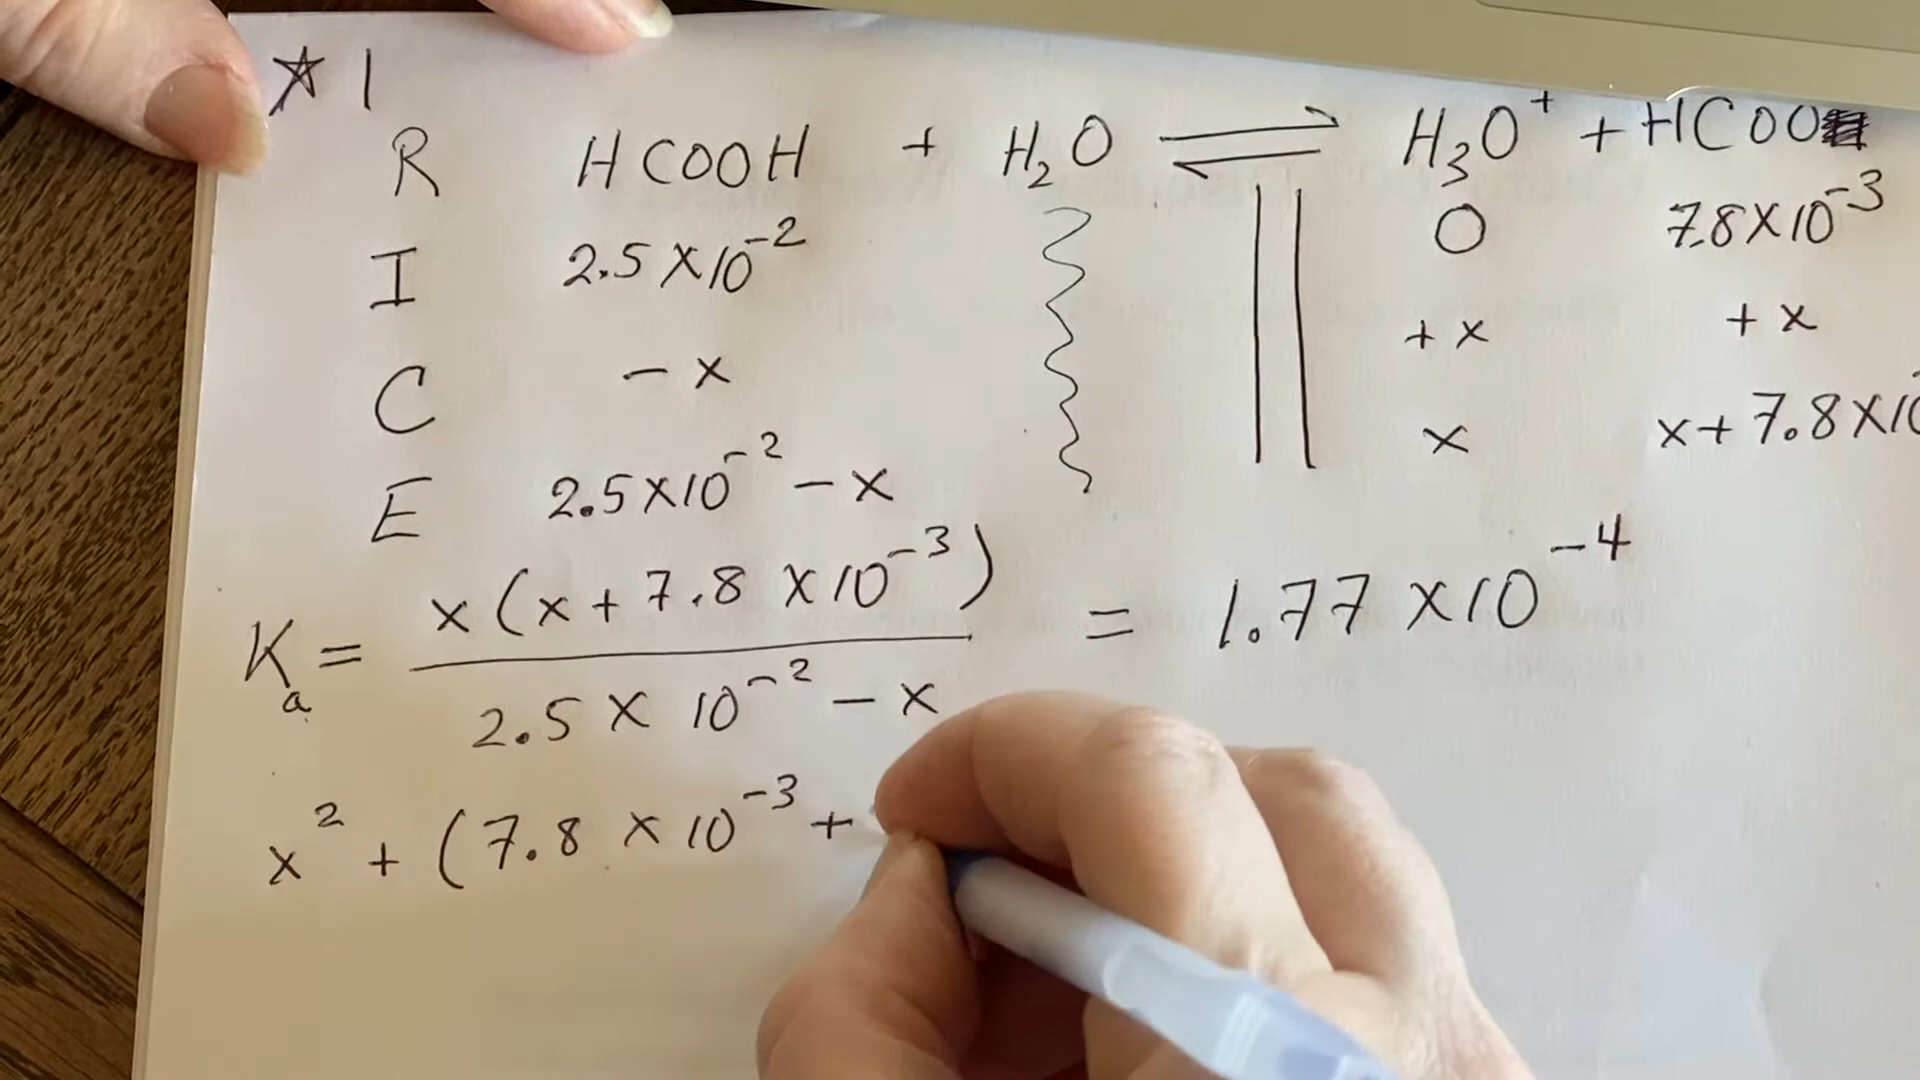 ☆ 1
R HCOOH + H₂O ⇌ H₃O⁺ + HCOO
I 2.5 × 10⁻² 0 7.8 × 10⁻³
C − x + x + x
E 2.5 × 10⁻² − x x x + 7.8 × 10
Kₐ = x(x + 7.8 × 10⁻³) / 2.5 × 10⁻² − x = 1.77 × 10⁻⁴
x² + (7.8 × 10⁻³ +